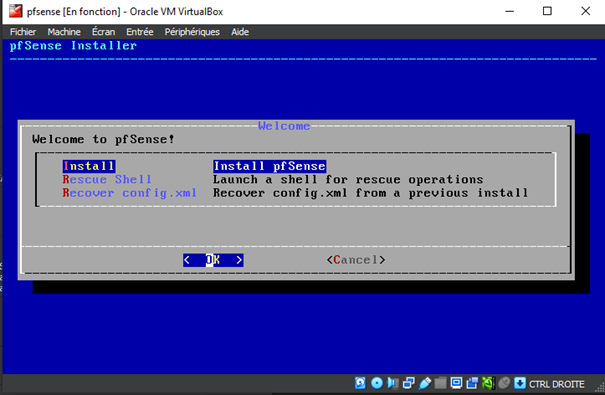 pfsense [En fonction] - Oracle VM VirtualBox
Fichier Machine Écran Entrée Périphériques Aide
pfSense Installer
Welcome
Welcome to pfSense!
Install Install pfSense
Rescue Shell Launch a shell for rescue operations
Recover config.xml Recover config.xml from a previous install
< OK > <Cancel>
CTRL DROITE